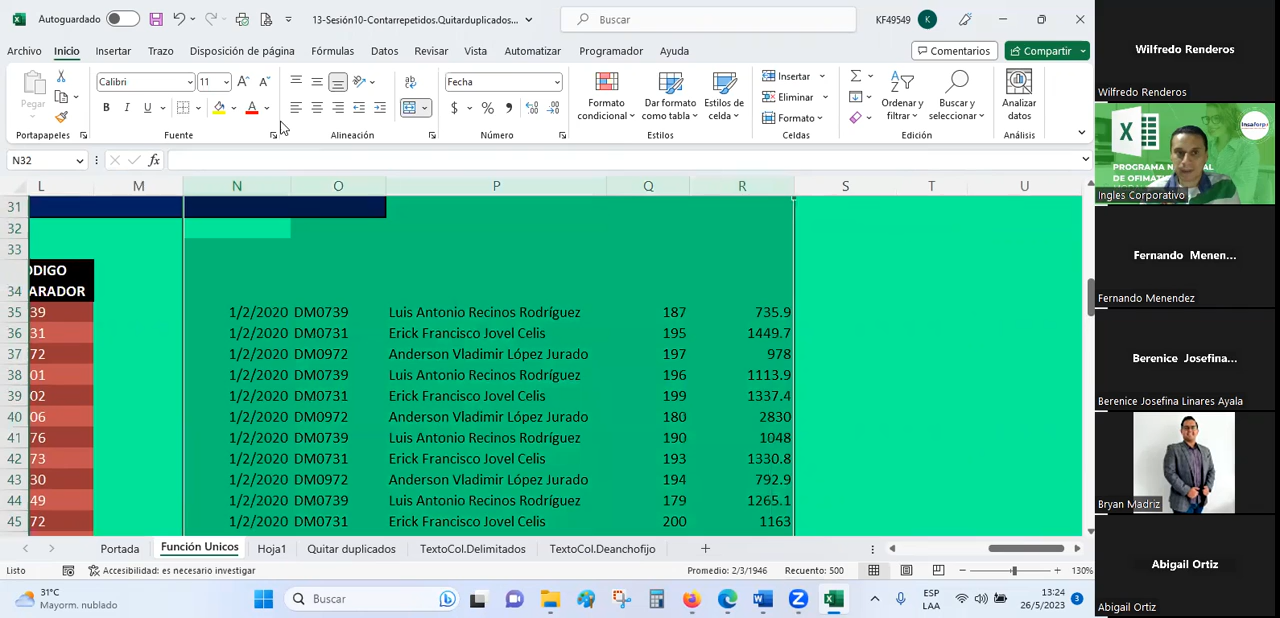 Autoguardado
13-Sesión10-Contarrepetidos.Quitarduplicados...
Buscar
KF49549
K
Archivo Inicio Insertar Trazo Disposición de página Fórmulas Datos Revisar Vista Automatizar Programador Ayuda
Comentarios Compartir
Pegar
Calibri 11
N K S
Fecha
Formato condicional
Dar formato como tabla
Estilos de celda
Insertar
Eliminar
Formato
Ordenar y filtrar
Buscar y seleccionar
Analizar datos
Portapapeles Fuente Alineación Número Estilos Celdas Edición Análisis
N32 fx
L M N O P Q R S T U
31
32
33
34 ODIGO
ARADOR
35 39 1/2/2020 DM0739 Luis Antonio Recinos Rodríguez 187 735.9
36 31 1/2/2020 DM0731 Erick Francisco Jovel Celis 195 1449.7
37 72 1/2/2020 DM0972 Anderson Vladimir López Jurado 197 978
38 01 1/2/2020 DM0739 Luis Antonio Recinos Rodríguez 196 1113.9
39 02 1/2/2020 DM0731 Erick Francisco Jovel Celis 199 1337.4
40 06 1/2/2020 DM0972 Anderson Vladimir López Jurado 180 2830
41 76 1/2/2020 DM0739 Luis Antonio Recinos Rodríguez 190 1048
42 73 1/2/2020 DM0731 Erick Francisco Jovel Celis 193 1330.8
43 30 1/2/2020 DM0972 Anderson Vladimir López Jurado 194 792.9
44 49 1/2/2020 DM0739 Luis Antonio Recinos Rodríguez 179 1265.1
45 72 1/2/2020 DM0731 Erick Francisco Jovel Celis 200 1163
Portada Función Unicos Hoja1 Quitar duplicados TextoCol.Delimitados TextoCol.Deanchofijo
Listo Accesibilidad: es necesario investigar Promedio: 2/3/1946 Recuento: 500 130%
31°C
Mayorm. nublado
Buscar
ESP
LAA
13:24
26/5/2023
3
Wilfredo Renderos
Wilfredo Renderos
PROGRAMA
DE OFIMATI
Ingles Corporativo
Fernando Menen...
Fernando Menendez
Berenice Josefina...
Berenice Josefina Linares Ayala
Bryan Madriz
Abigail Ortiz
Abigail Ortiz